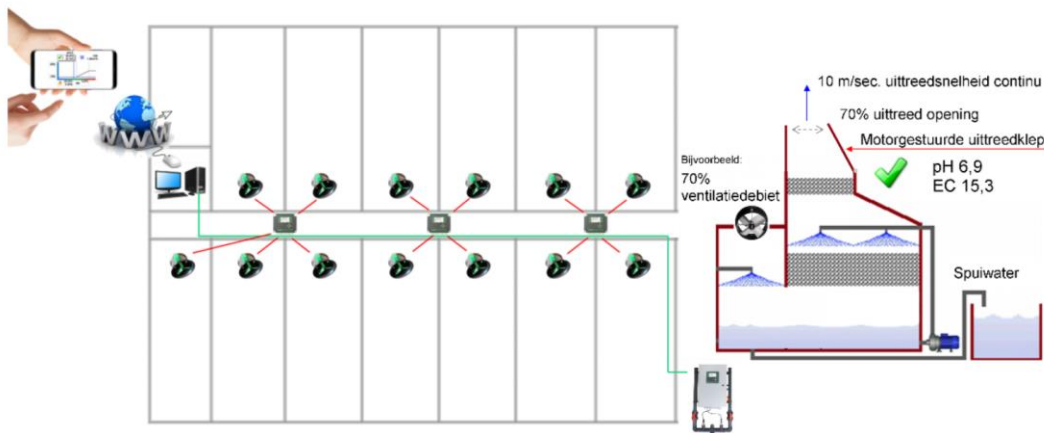 WWW
10 m/sec. uittreedsnelheid continu
70% uittreed opening
Motorgestuurde uittreedklep
Bijvoorbeeld:
70%
ventilatiedebiet
pH 6,9
EC 15,3
Spuiwater